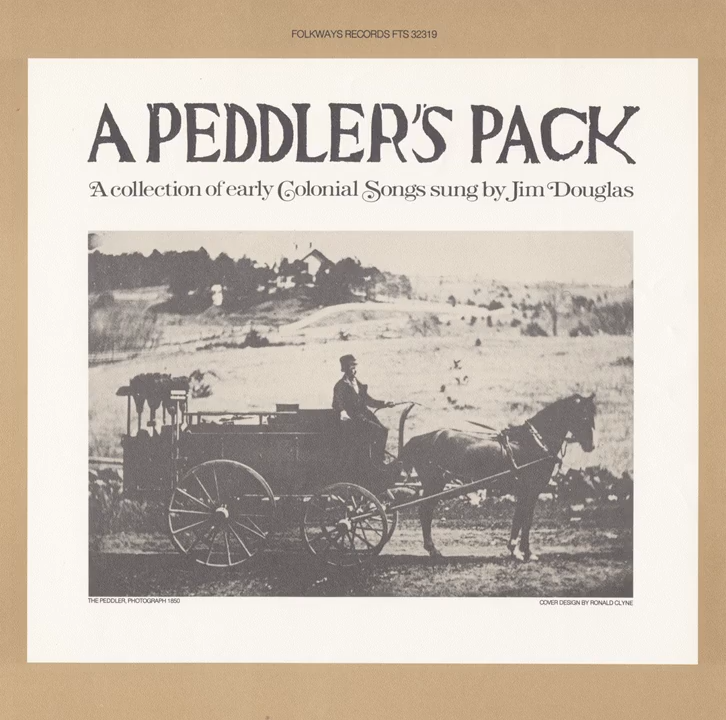 FOLKWAYS RECORDS FTS 32319
A PEDDLER'S PACK
A collection of early Colonial Songs sung by Jim Douglas
THE PEDDLER, PHOTOGRAPH 1850
COVER DESIGN BY RONALD CLYNE